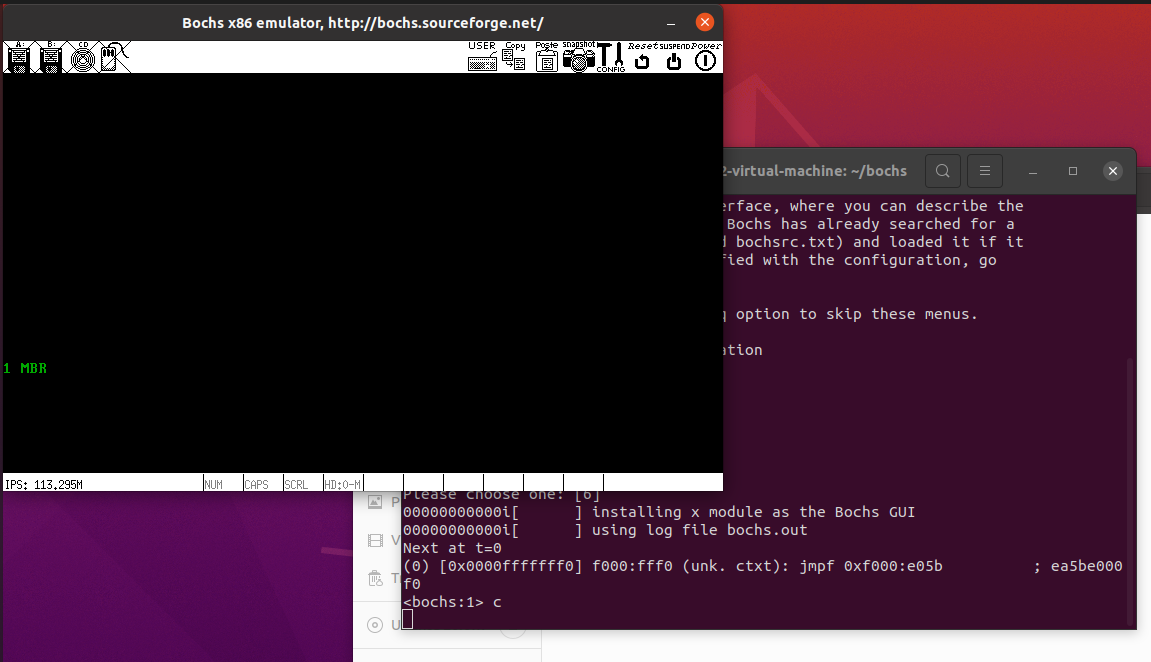 Bochs x86 emulator, http://bochs.sourceforge.net/
A: B: CD USER Copy Paste snapshot CONFIG Reset SUSPEND Power
1 MBR
IPS: 113.295M NUM CAPS SCRL HD:0-M
2-virtual-machine: ~/bochs
erface, where you can describe the
Bochs has already searched for a
d bochsrc.txt) and loaded it if it
fied with the configuration, go
q option to skip these menus.
ation
Please choose one: [6]
00000000000i[      ] installing x module as the Bochs GUI
00000000000i[      ] using log file bochs.out
Next at t=0
(0) [0x0000fffffff0] f000:fff0 (unk. ctxt): jmpf 0xf000:e05b          ; ea5be000
f0
<bochs:1> c
P
V
T
U